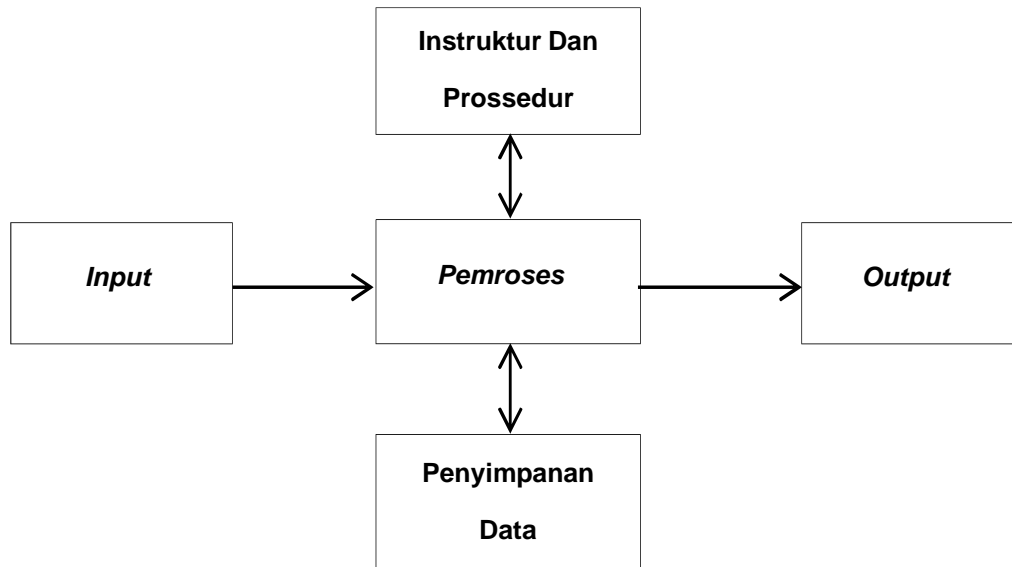 Instruktur Dan
Prossedur
Input
Pemroses
Output
Penyimpanan
Data